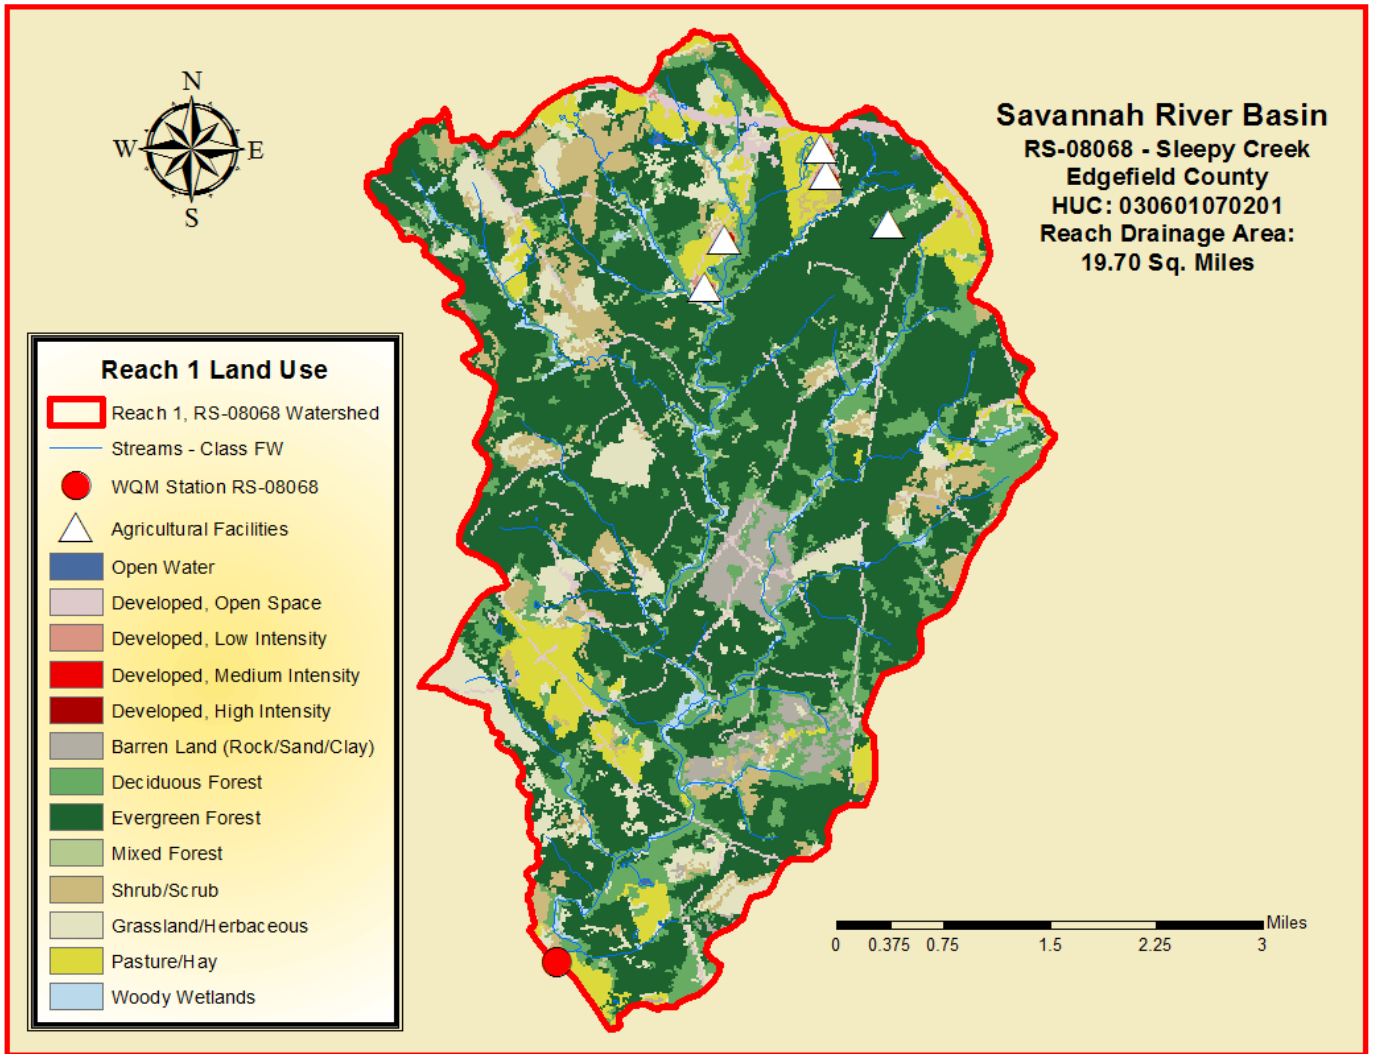 N
W E
S
Savannah River Basin
RS-08068 - Sleepy Creek
Edgefield County
HUC: 030601070201
Reach Drainage Area:
19.70 Sq. Miles
Reach 1 Land Use
Reach 1, RS-08068 Watershed
Streams - Class FW
WQM Station RS-08068
Agricultural Facilities
Open Water
Developed, Open Space
Developed, Low Intensity
Developed, Medium Intensity
Developed, High Intensity
Barren Land (Rock/Sand/Clay)
Deciduous Forest
Evergreen Forest
Mixed Forest
Shrub/Scrub
Grassland/Herbaceous
Pasture/Hay
Woody Wetlands
Miles
0 0.375 0.75 1.5 2.25 3